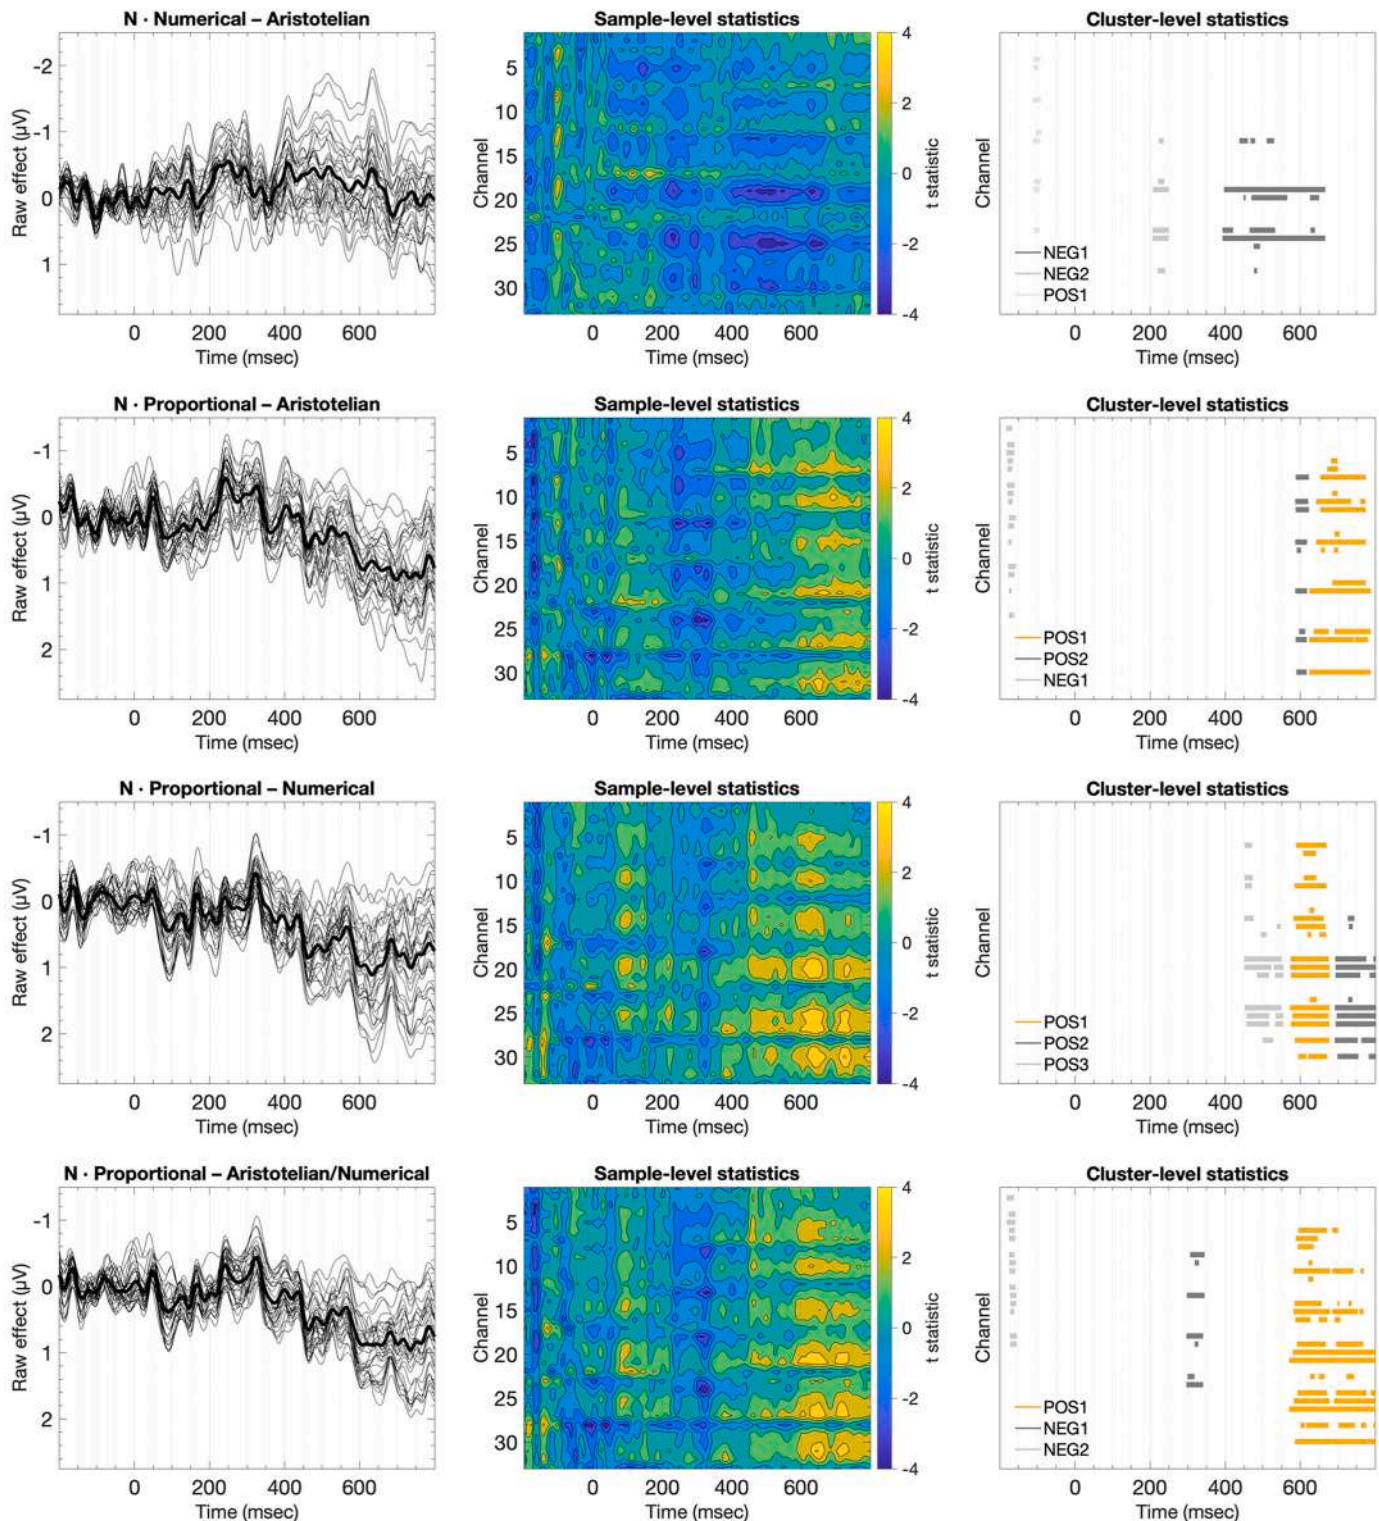 N · Numerical – Aristotelian
Sample-level statistics
Cluster-level statistics
Raw effect (µV)
-2
-1
0
1
0
200
400
600
Time (msec)
Channel
5
10
15
20
25
30
0
200
400
600
Time (msec)
4
2
0
-2
-4
t statistic
Channel
NEG1
NEG2
POS1
0
200
400
600
Time (msec)
N · Proportional – Aristotelian
Sample-level statistics
Cluster-level statistics
Raw effect (µV)
-1
0
1
2
0
200
400
600
Time (msec)
Channel
5
10
15
20
25
30
0
200
400
600
Time (msec)
4
2
0
-2
-4
t statistic
Channel
POS1
POS2
NEG1
0
200
400
600
Time (msec)
N · Proportional – Numerical
Sample-level statistics
Cluster-level statistics
Raw effect (µV)
-1
0
1
2
0
200
400
600
Time (msec)
Channel
5
10
15
20
25
30
0
200
400
600
Time (msec)
4
2
0
-2
-4
t statistic
Channel
POS1
POS2
POS3
0
200
400
600
Time (msec)
N · Proportional – Aristotelian/Numerical
Sample-level statistics
Cluster-level statistics
Raw effect (µV)
-1
0
1
2
0
200
400
600
Time (msec)
Channel
5
10
15
20
25
30
0
200
400
600
Time (msec)
4
2
0
-2
-4
t statistic
Channel
POS1
NEG1
NEG2
0
200
400
600
Time (msec)